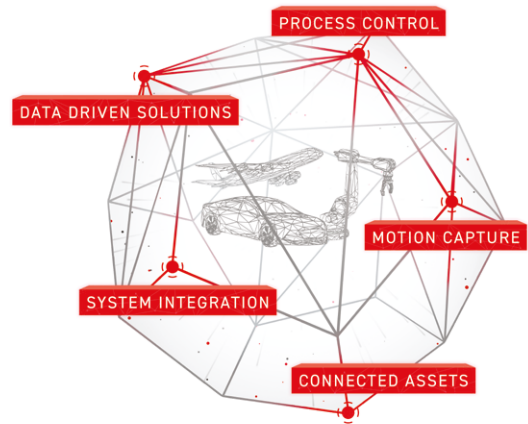 PROCESS CONTROL
DATA DRIVEN SOLUTIONS
MOTION CAPTURE
SYSTEM INTEGRATION
CONNECTED ASSETS